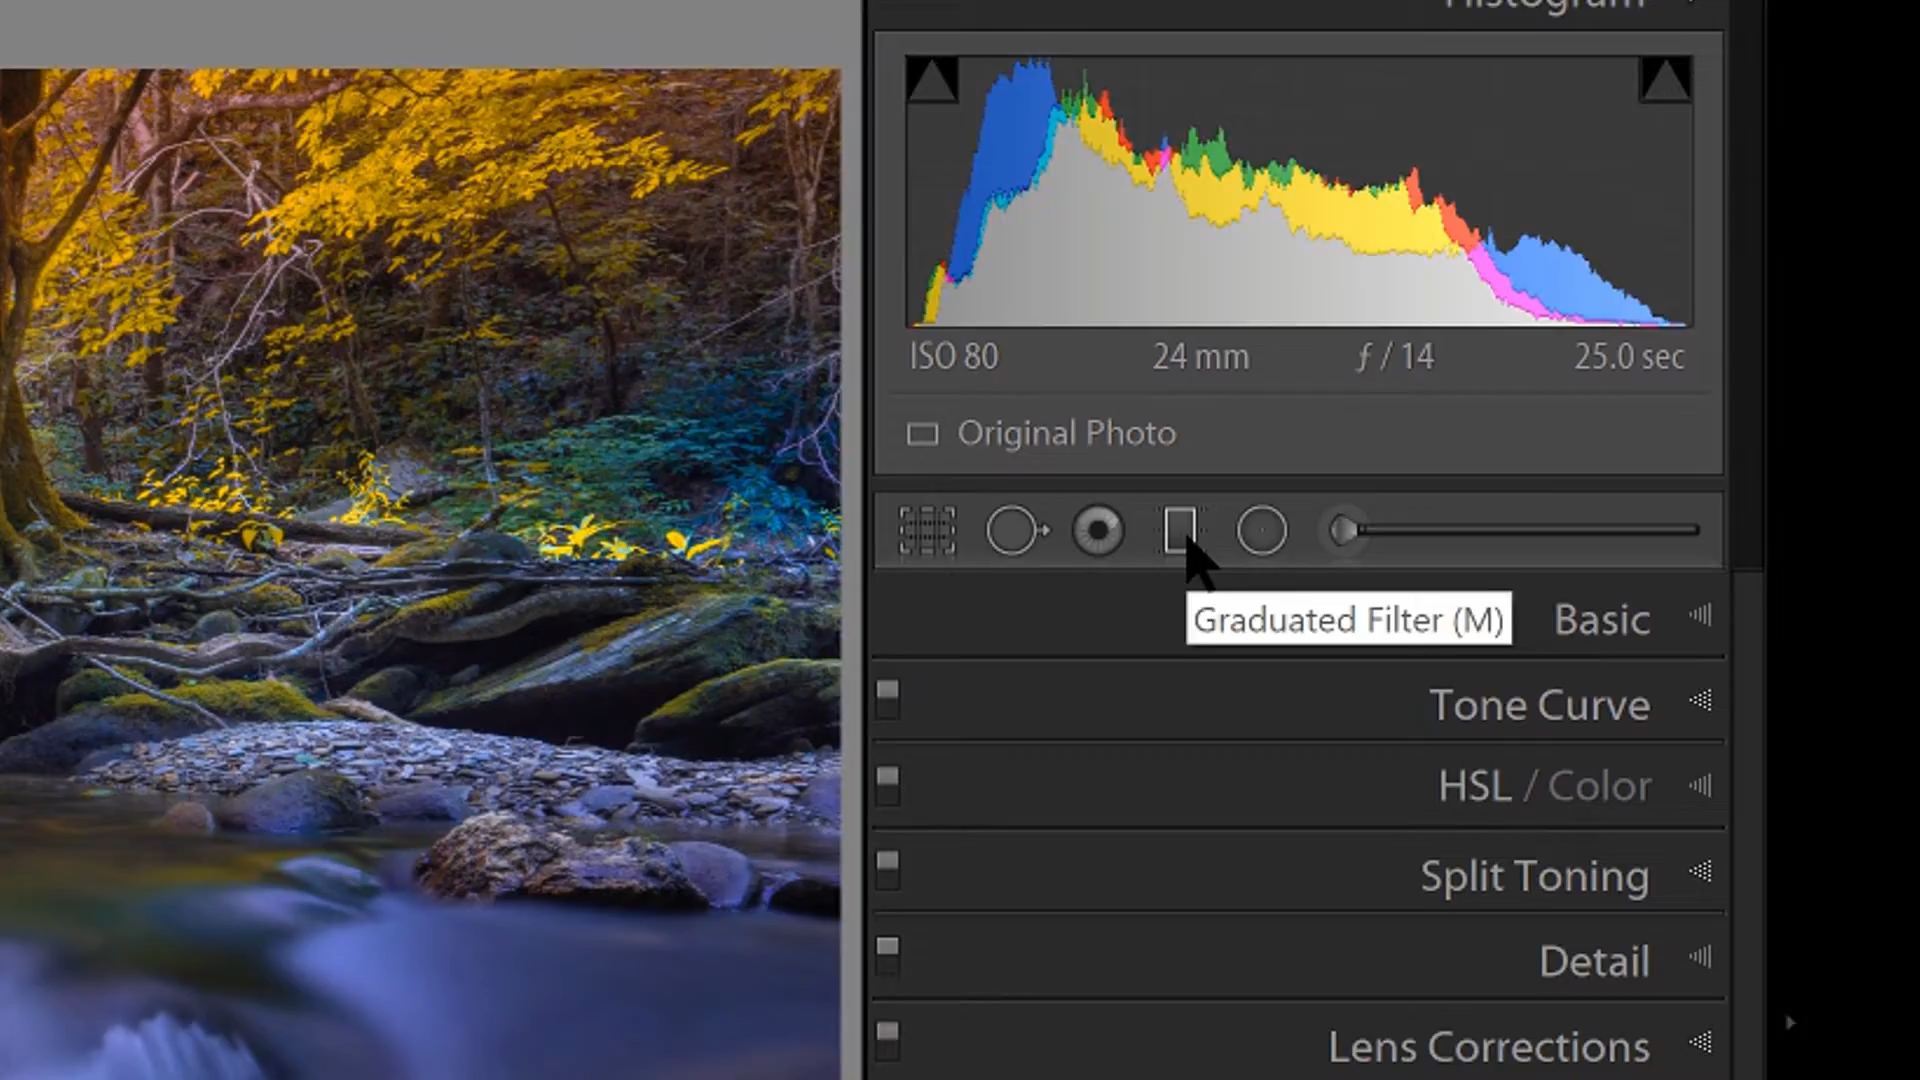 Histogram
ISO 80 24 mm ƒ / 14 25.0 sec
Original Photo
Graduated Filter (M)
Basic
Tone Curve
HSL / Color
Split Toning
Detail
Lens Corrections